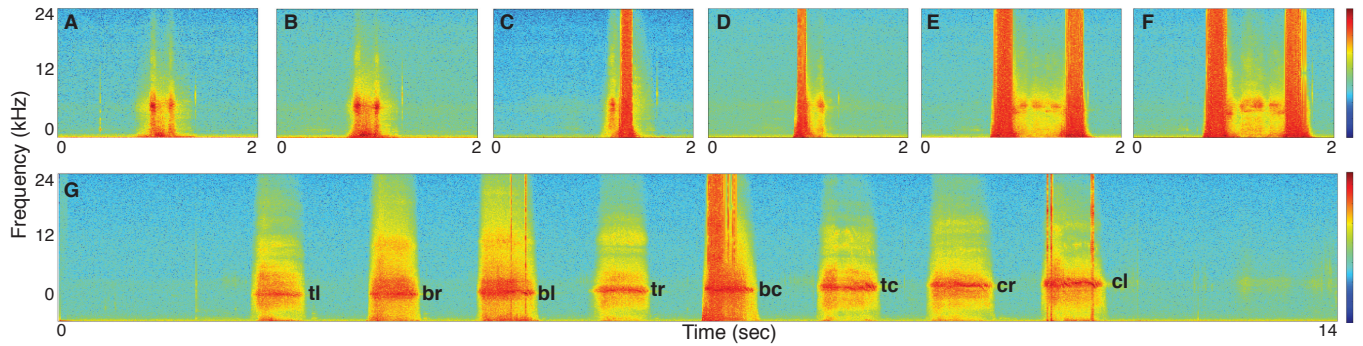 A B C D E F
24
12
0
0 2 0 2 0 2 0 2 0 2 0 2
Frequency (kHz)
G
24
12
0
tl br bl tr bc tc cr cl
0 Time (sec) 14